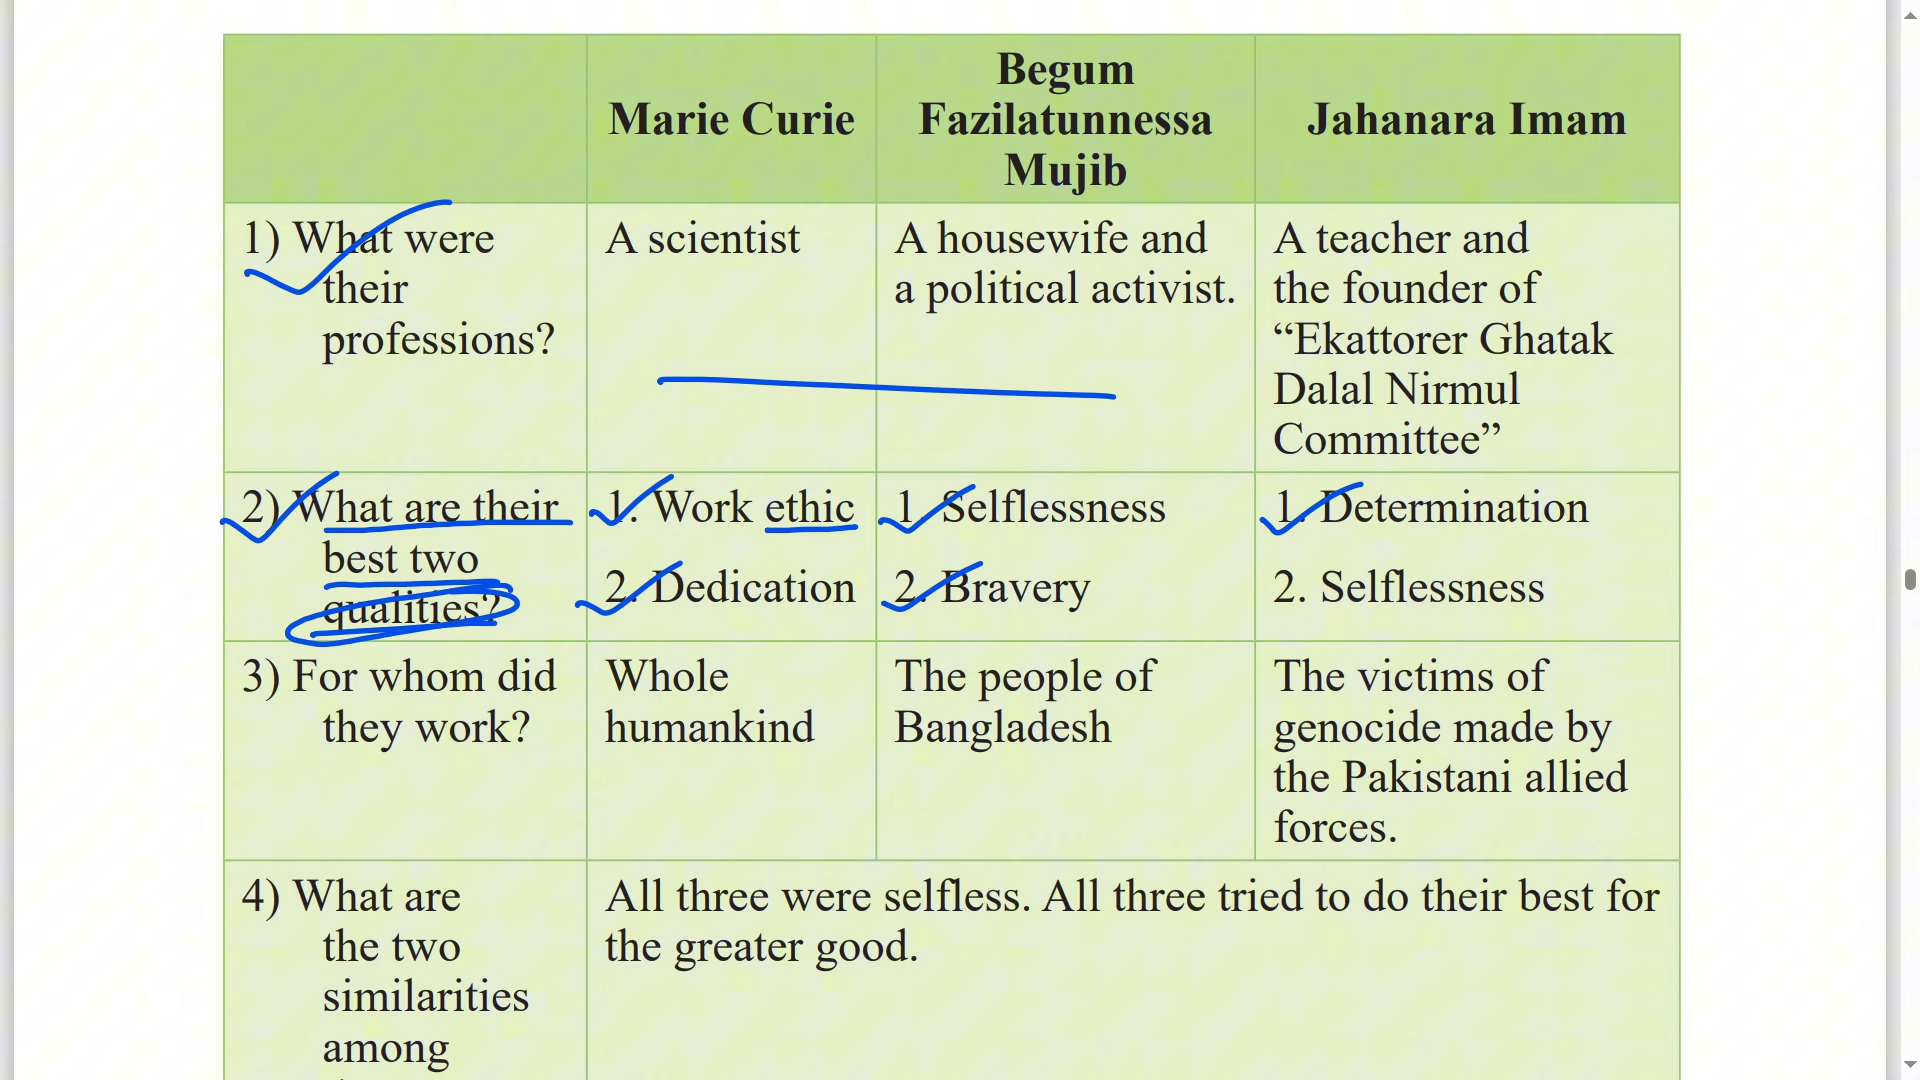 Marie Curie
Begum
Fazilatunnessa
Mujib
Jahanara Imam
1) What were
their
professions?
A scientist
A housewife and
a political activist.
A teacher and
the founder of
“Ekattorer Ghatak
Dalal Nirmul
Committee”
2) What are their
best two
qualities?
1. Work ethic
2. Dedication
1. Selflessness
2. Bravery
1. Determination
2. Selflessness
3) For whom did
they work?
Whole
humankind
The people of
Bangladesh
The victims of
genocide made by
the Pakistani allied
forces.
4) What are
the two
similarities
among
All three were selfless. All three tried to do their best for
the greater good.